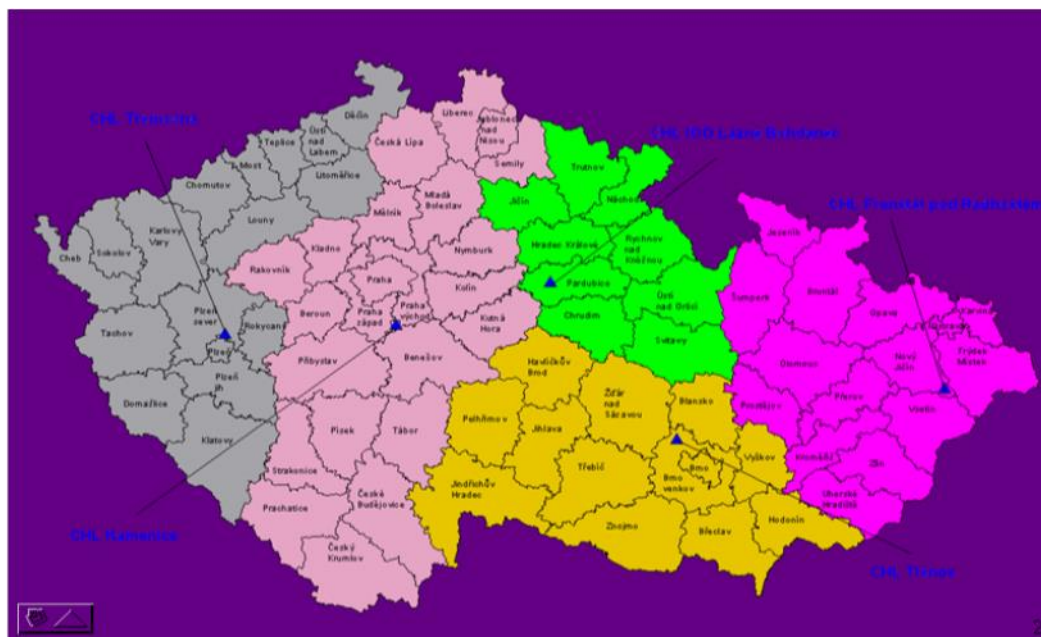 Děčín
Liberec
Jablonec
nad
Nisou
CHL Třemošná
Teplice
Ústí
nad
Labem
Česká Lípa
CHL IOO Lázně Bohdaneč
Most
Semily
Trutnov
Chomutov
Litoměřice
Mladá
Boleslav
Jičín
Náchod
Karlovy
Vary
Louny
Mělník
CHL Frenštát pod Radhoštěm
Sokolov
Cheb
Kladno
Nymburk
Hradec Králové
Rychnov
nad
Kněžnou
Jeseník
Rakovník
Praha
Kolín
Pardubice
Šumperk
Bruntál
Opava
Karviná
Tachov
Plzeň
sever
Rokycany
Beroun
Praha
západ
Praha
východ
Kutná
Hora
Chrudim
Ústí
nad Orlicí
Plzeň
Svitavy
Olomouc
Nový
Jičín
Frýdek
Místek
Přibyslav
Benešov
Havlíčkův
Brod
Plzeň
jih
Domažlice
Klatovy
Písek
Tábor
Pelhřimov
Jihlava
Žďár
nad
Sázavou
Blansko
Prostějov
Přerov
Vsetín
Strakonice
Třebíč
Brno
Brno
venkov
Vyškov
Kroměříž
Zlín
Prachatice
České
Budějovice
Jindřichův
Hradec
Uherské
Hradiště
CHL Kamenice
Znojmo
Břeclav
Hodonín
Český
Krumlov